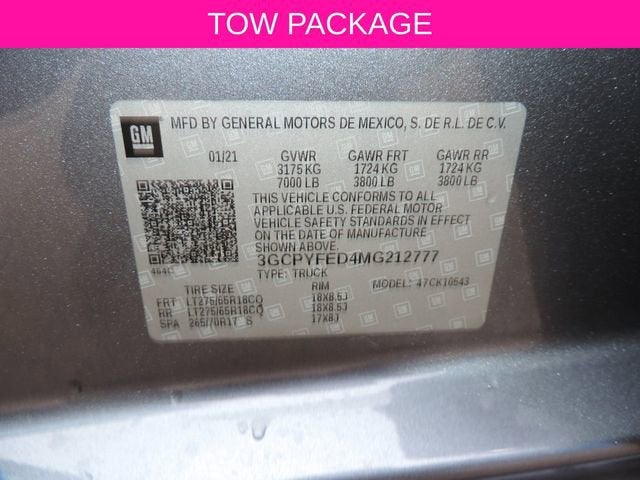 TOW PACKAGE
GM
MFD BY GENERAL MOTORS DE MEXICO, S. DE R.L. DE C.V.
01/21 GVWR GAWR FRT GAWR RR
3175 KG 1724 KG 1724 KG
7000 LB 3800 LB 3800 LB
THIS VEHICLE CONFORMS TO ALL
APPLICABLE U.S. FEDERAL MOTOR
VEHICLE SAFETY STANDARDS IN EFFECT
ON THE DATE OF MANUFACTURE
SHOWN ABOVE.
3GCPYFED4MG212777
TYPE: TRUCK MODEL: 47CK10543
TIRE SIZE RIM
FRT LT275/65R18CQ 18X8.5J
RR LT275/65R18CQ 18X8.5J
SPA 265/70R17 S 17X8J